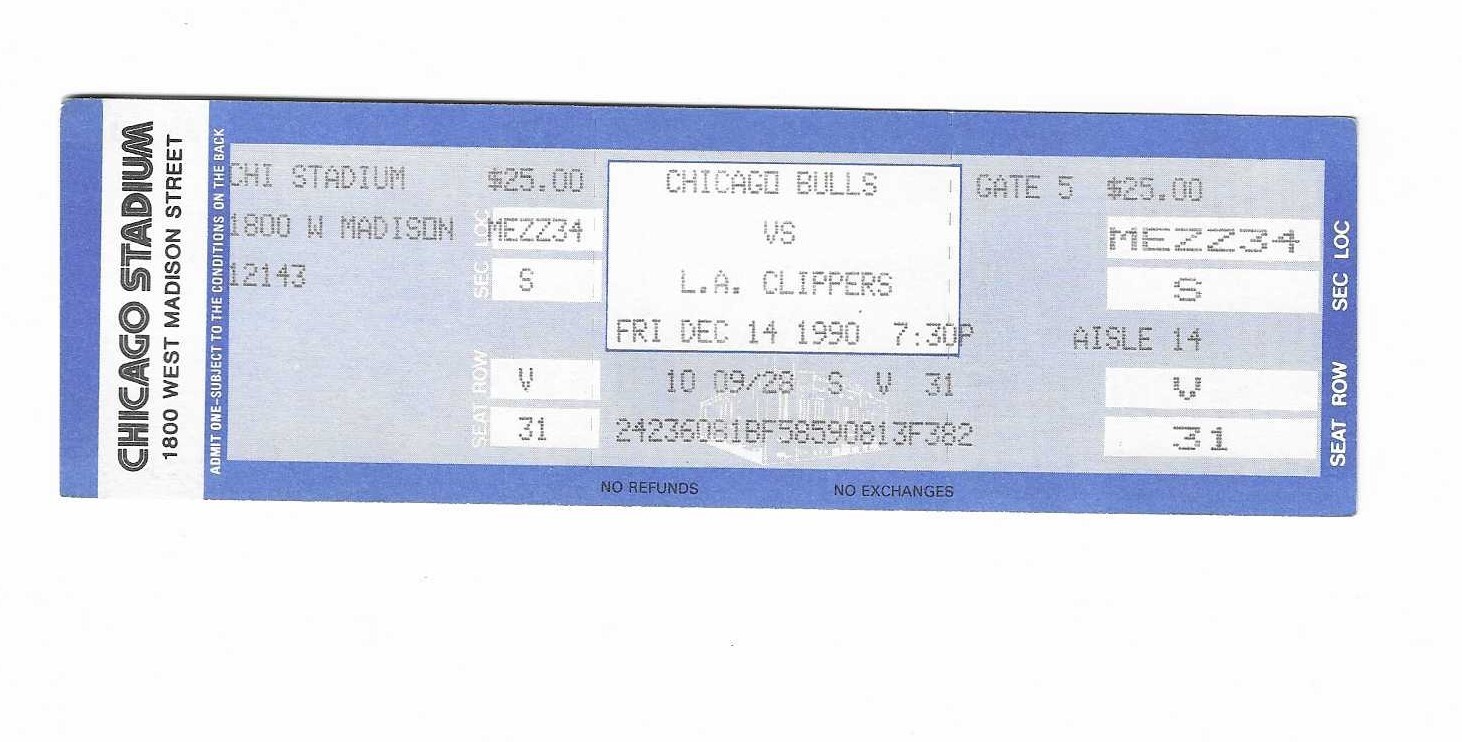 CHICAGO STADIUM
1800 WEST MADISON STREET
ADMIT ONE-SUBJECT TO THE CONDITIONS ON THE BACK
CHI STADIUM $25.00
1800 W MADISON LOC MEZZ34
12143 SEC S
ROW V
SEAT 31
CHICAGO BULLS
VS
L.A. CLIPPERS
FRI DEC 14 1990 7:30P
10 09/28 S V 31
24236081BF58590813F382
GATE 5 $25.00
MEZZ34 LOC
S SEC
AISLE 14
V ROW
31 SEAT
NO REFUNDS NO EXCHANGES